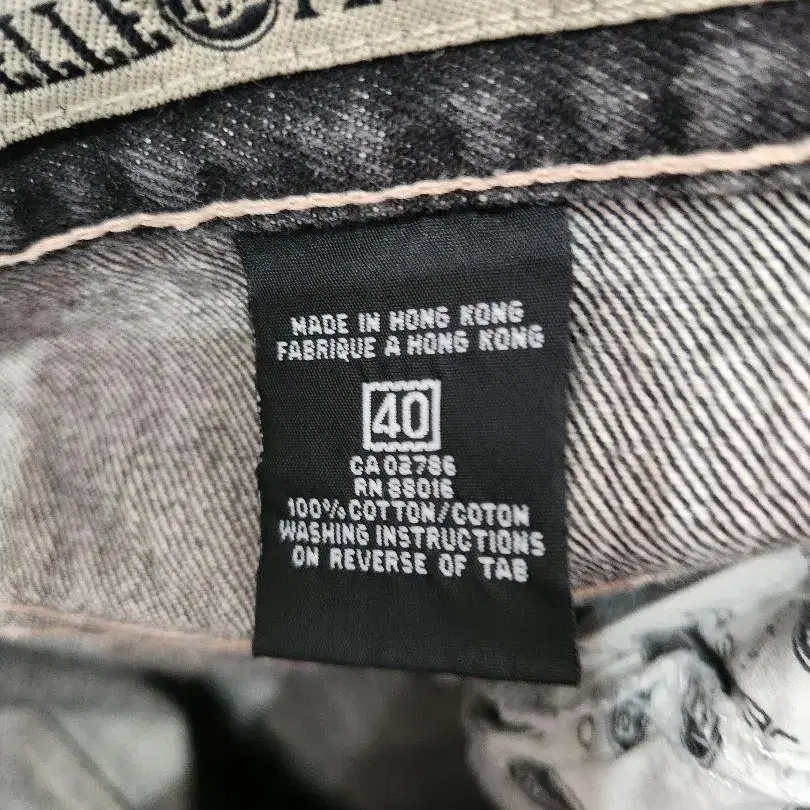 MADE IN HONG KONG
FABRIQUE A HONG KONG
40
CA 02786
RN 88016
100% COTTON/COTON
WASHING INSTRUCTIONS
ON REVERSE OF TAB